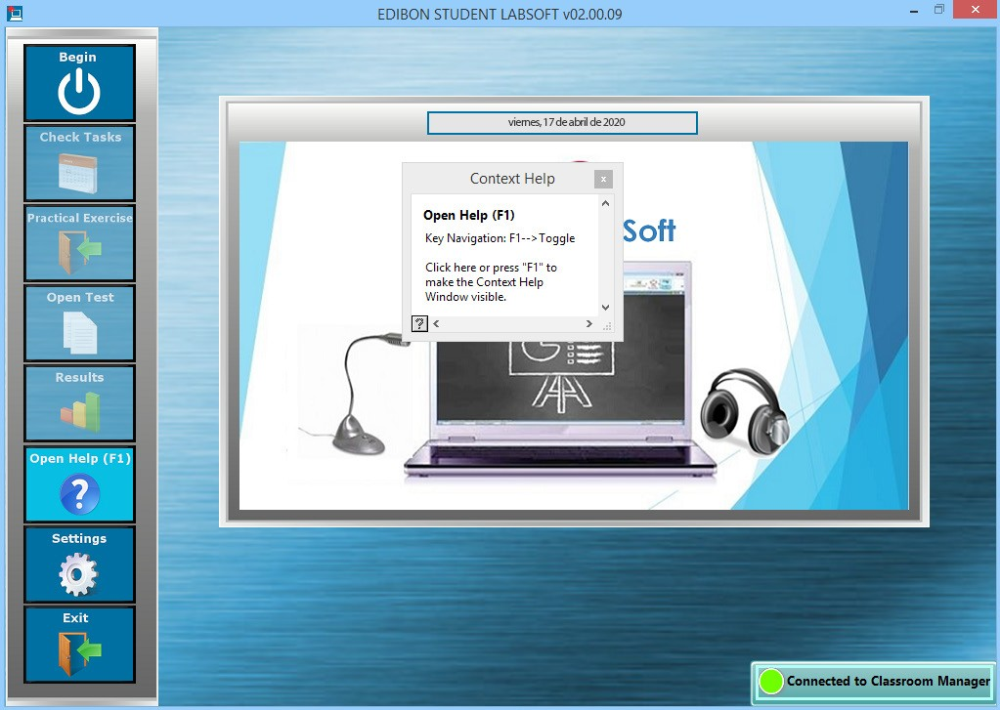 EDIBON STUDENT LABSOFT v02.00.09
Begin
Check Tasks
Practical Exercise
Open Test
Results
Open Help (F1)
Settings
Exit
viernes, 17 de abril de 2020
Context Help
Open Help (F1)
Key Navigation: F1-->Toggle
Click here or press "F1" to
make the Context Help
Window visible.
Soft
Connected to Classroom Manager